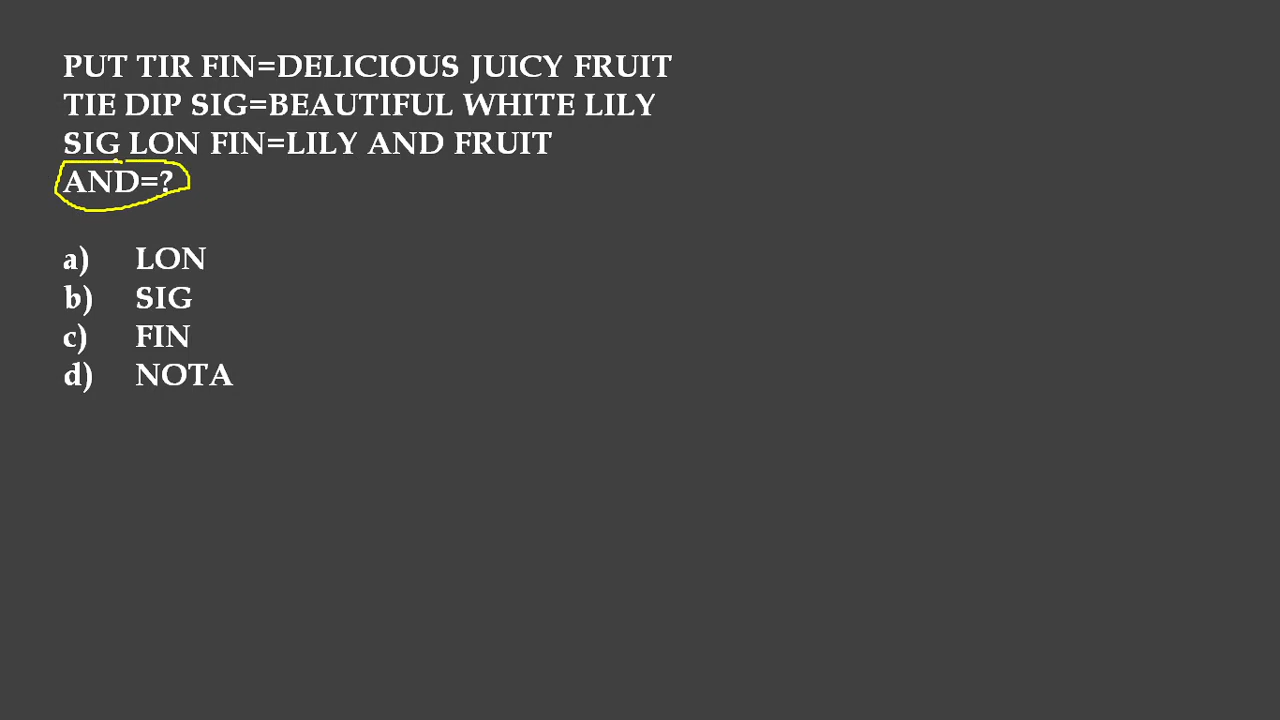 PUT TIR FIN=DELICIOUS JUICY FRUIT
TIE DIP SIG=BEAUTIFUL WHITE LILY
SIG LON FIN=LILY AND FRUIT
AND=?
a) LON
b) SIG
c) FIN
d) NOTA